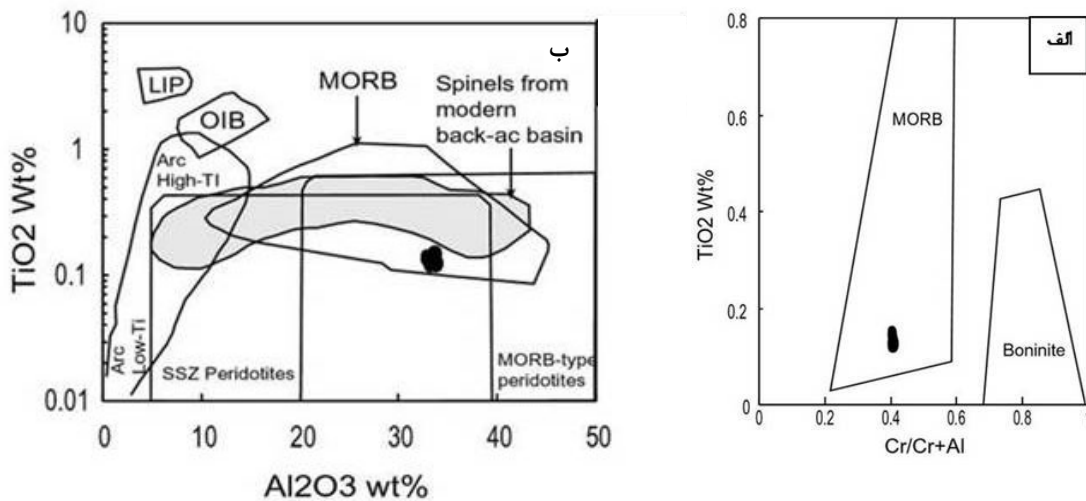 ب
10
1
0.1
0.01
TiO2 Wt%
LIP
OIB
MORB
Spinels from
modern
back-ac basin
Arc
High-TI
Arc
Low-Ti
SSZ Peridotites
MORB-type
peridotites
0
10
20
30
40
50
Al2O3 wt%
الف
0.8
0.6
0.4
0.2
0
TiO2 Wt%
MORB
Boninite
0
0.2
0.4
0.6
0.8
1
Cr/Cr+Al